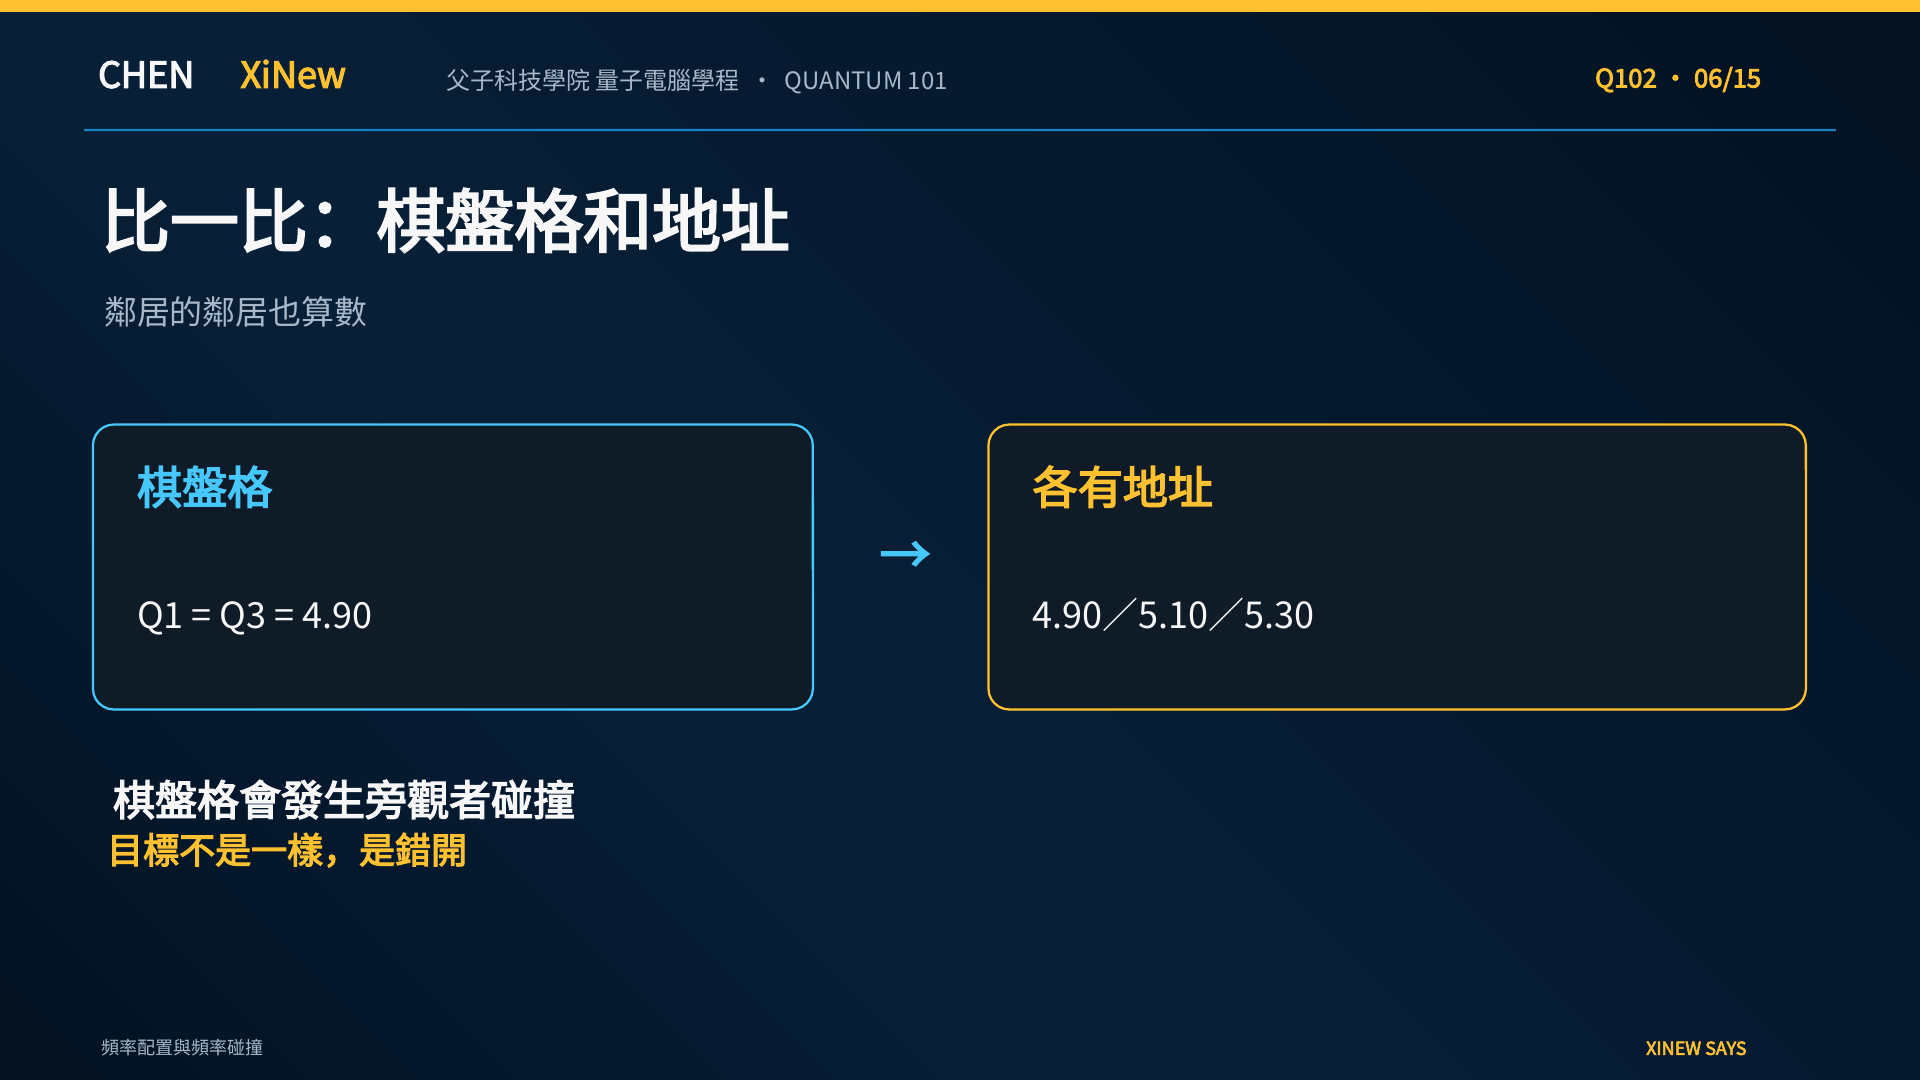 CHEN XiNew 父子科技學院 量子電腦學程 • QUANTUM 101 Q102 • 06/15
比一比：棋盤格和地址
鄰居的鄰居也算數
棋盤格
Q1 = Q3 = 4.90
→
各有地址
4.90／5.10／5.30
棋盤格會發生旁觀者碰撞
目標不是一樣，是錯開
頻率配置與頻率碰撞
XINEW SAYS